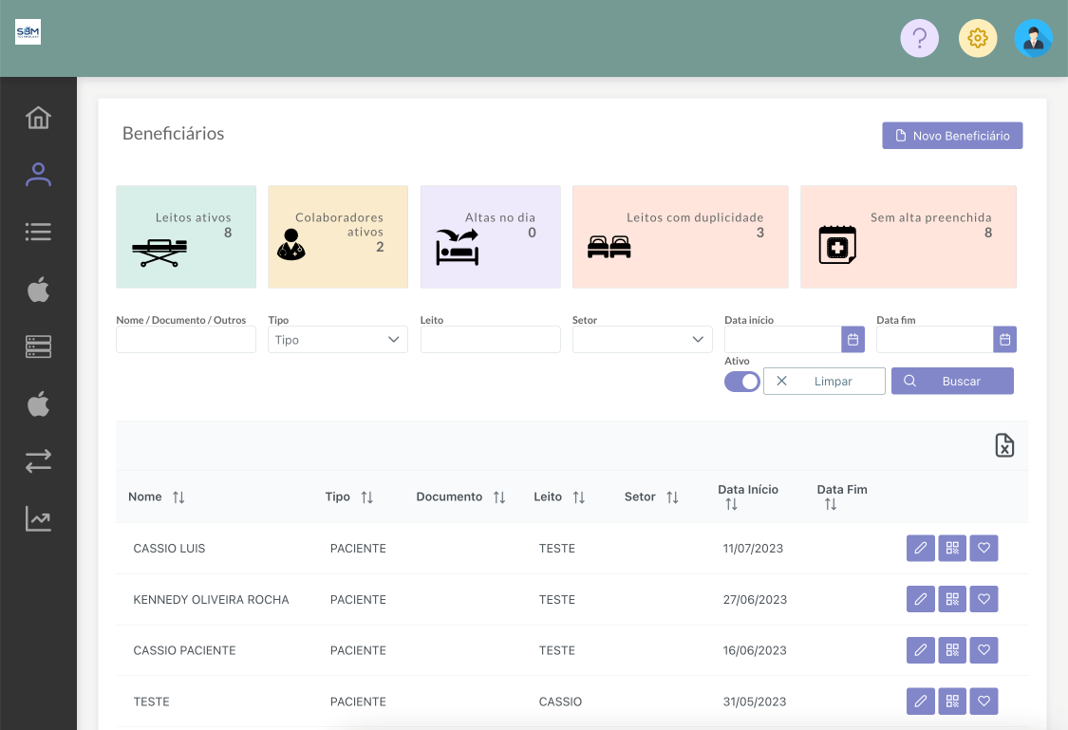 SBM
?
Beneficiários
Novo Beneficiário
Leitos ativos
8
Colaboradores
ativos
2
Altas no dia
0
Leitos com duplicidade
3
Sem alta preenchida
8
Nome / Documento / Outros
Tipo
Leito
Setor
Data início
Data fim
Tipo
Ativo
Limpar
Buscar
Nome Tipo Documento Leito Setor Data Início Data Fim
CASSIO LUIS PACIENTE TESTE 11/07/2023
KENNEDY OLIVEIRA ROCHA PACIENTE TESTE 27/06/2023
CASSIO PACIENTE PACIENTE TESTE 16/06/2023
TESTE PACIENTE CASSIO 31/05/2023